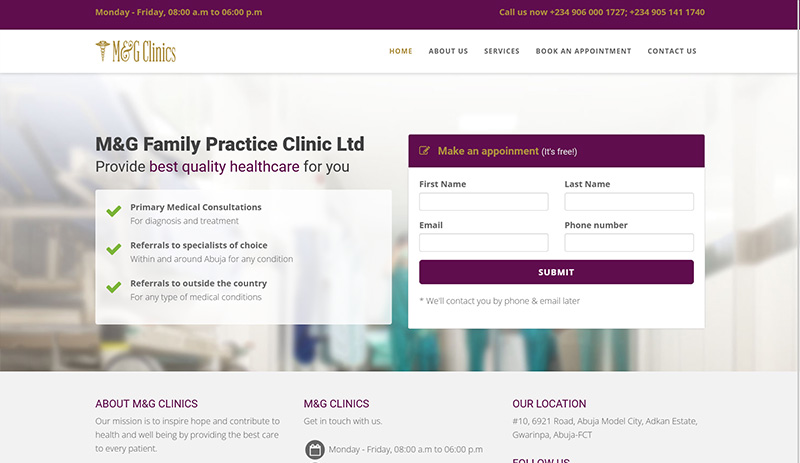 Monday - Friday, 08:00 a.m to 06:00 p.m
Call us now +234 906 000 1727; +234 905 141 1740
M&G Clinics
HOME ABOUT US SERVICES BOOK AN APPOINTMENT CONTACT US
M&G Family Practice Clinic Ltd
Provide best quality healthcare for you
Primary Medical Consultations
For diagnosis and treatment
Referrals to specialists of choice
Within and around Abuja for any condition
Referrals to outside the country
For any type of medical conditions
Make an appoinment (it's free!)
First Name
Last Name
Email
Phone number
SUBMIT
* We'll contact you by phone & email later
ABOUT M&G CLINICS
Our mission is to inspire hope and contribute to
health and well being by providing the best care
to every patient.
M&G CLINICS
Get in touch with us.
Monday - Friday, 08:00 am to 06:00 p.m
OUR LOCATION
#10, 6921 Road, Abuja Model City, Adkan Estate,
Gwarinpa, Abuja-FCT
FOLLOW US